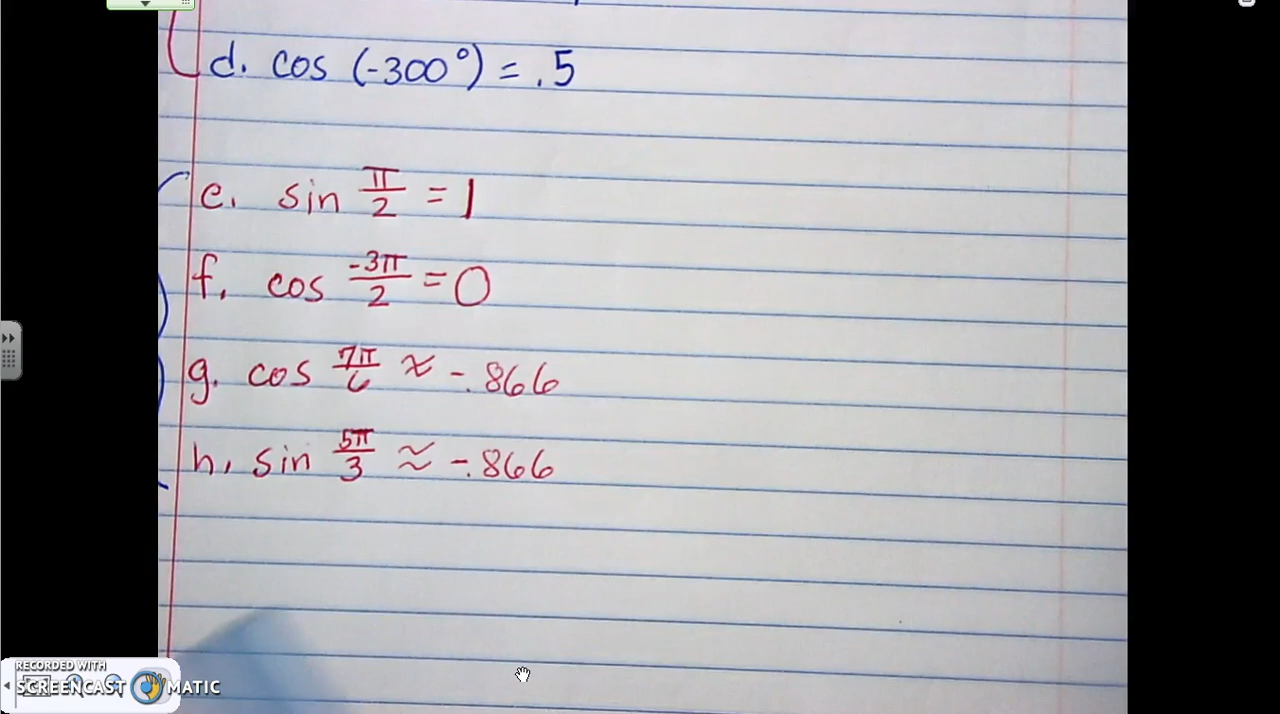 d. cos (-300°) = .5
e. sin π/2 = 1
f. cos -3π/2 = 0
g. cos 7π/6 ≈ -.866
h. sin 5π/3 ≈ -.866
RECORDED WITH
SCREENCAST MATIC